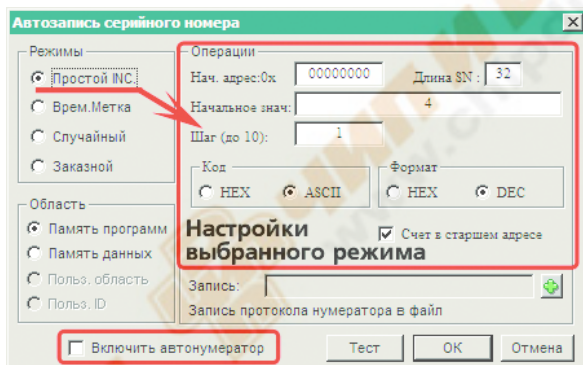 Автозапись серийного номера
Режимы
Простой INC.
Врем.Метка
Случайный
Заказной
Область
Память программ
Память данных
Польз. область
Польз. ID
Операции
Нач. адрес:0x 00000000 Длина SN : 32
Начальное знач: 4
Шаг (до 10): 1
Код
HEX ASCII
Формат
HEX DEC
Настройки
выбранного режима
Счет в старшем адресе
Запись:
Запись протокола нумератора в файл
Включить автонумератор
Тест OK Отмена